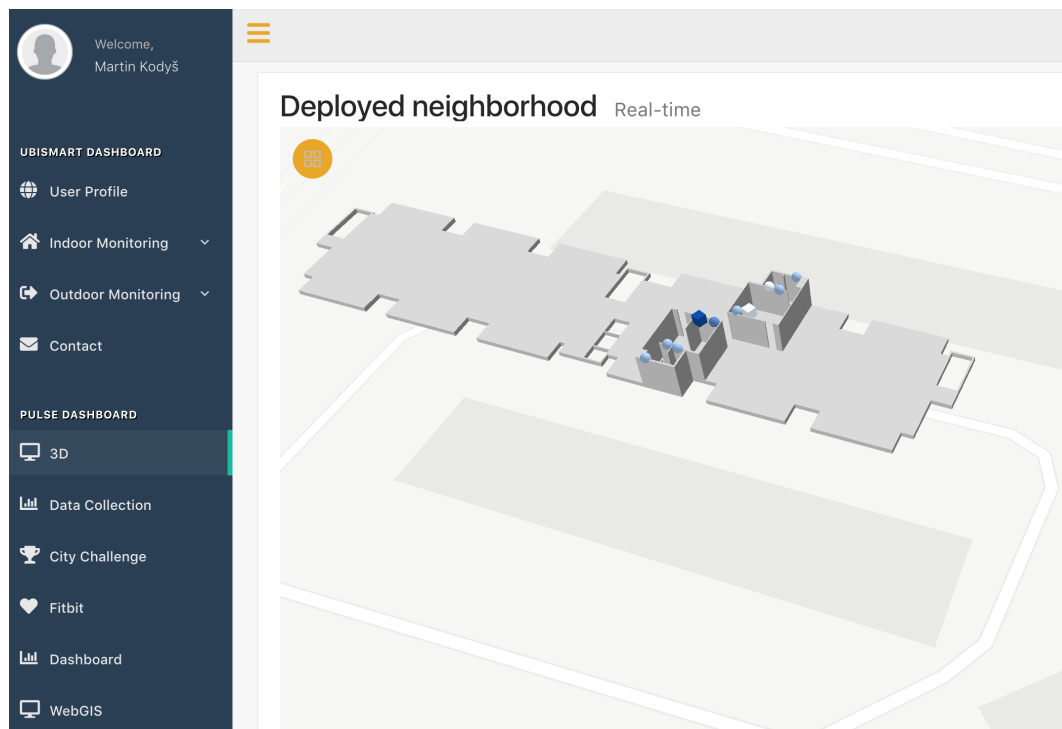 Welcome,
Martin Kodyš
UBISMART DASHBOARD
User Profile
Indoor Monitoring
Outdoor Monitoring
Contact
PULSE DASHBOARD
3D
Data Collection
City Challenge
Fitbit
Dashboard
WebGIS
Deployed neighborhood Real-time